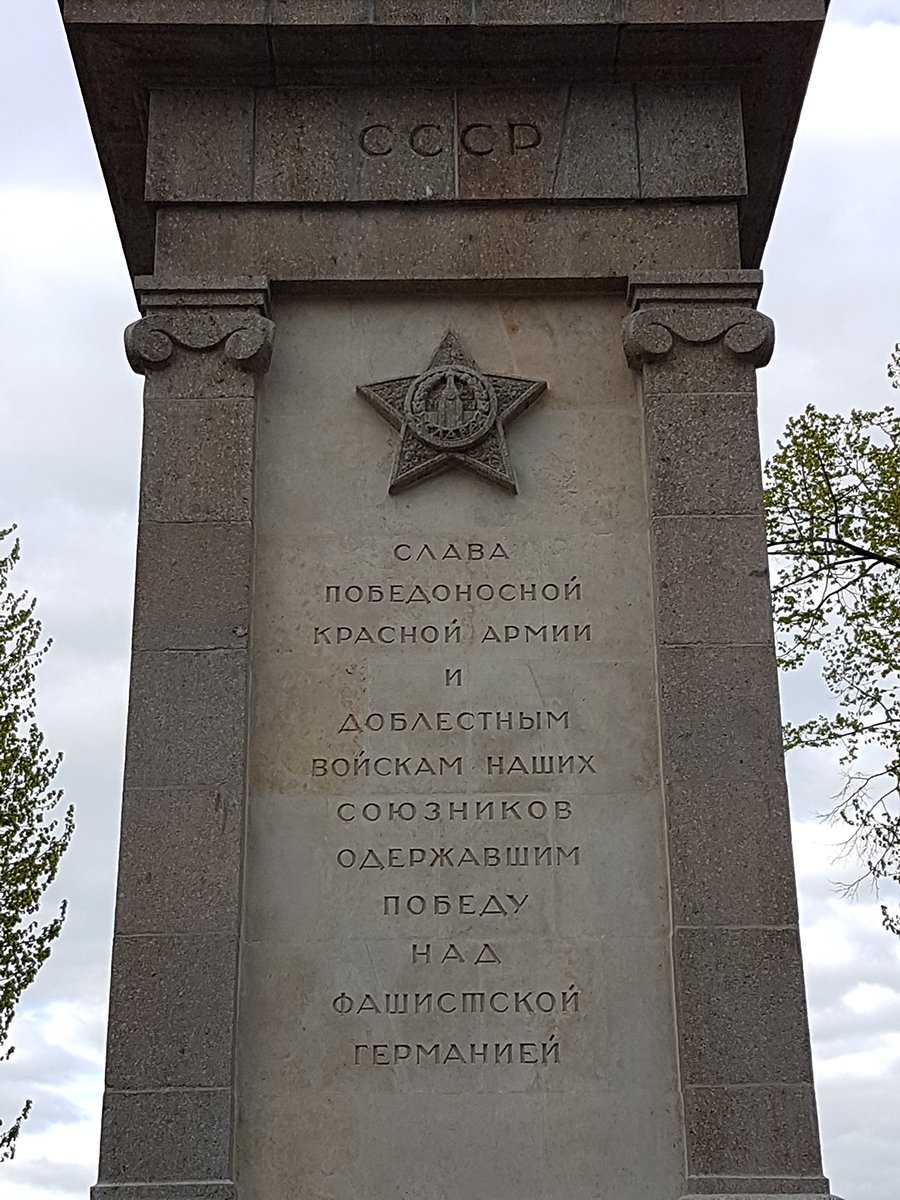 СССР
СЛАВА
ПОБЕДОНОСНОЙ
КРАСНОЙ АРМИИ
И
ДОБЛЕСТНЫМ
ВОЙСКАМ НАШИХ
СОЮЗНИКОВ
ОДЕРЖАВШИМ
ПОБЕДУ
НАД
ФАШИСТСКОЙ
ГЕРМАНИЕЙ